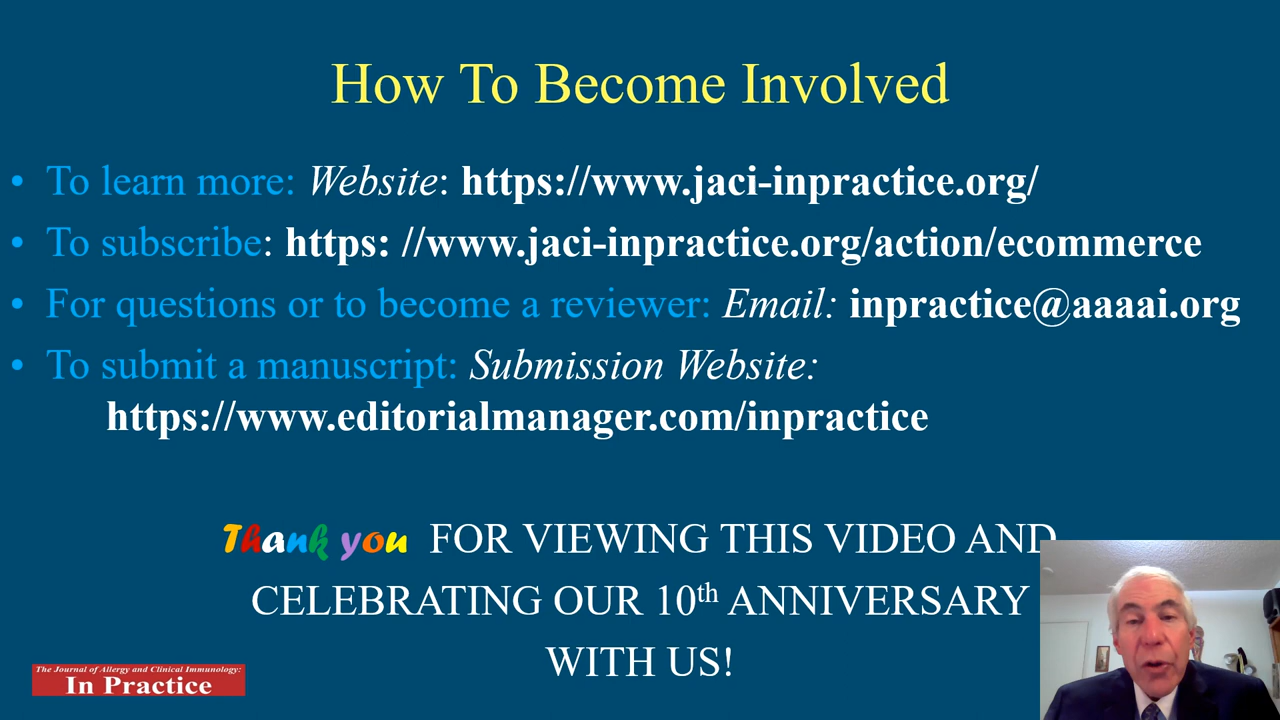 How To Become Involved
• To learn more: Website: https://www.jaci-inpractice.org/
• To subscribe: https: //www.jaci-inpractice.org/action/ecommerce
• For questions or to become a reviewer: Email: inpractice@aaaai.org
• To submit a manuscript: Submission Website:
https://www.editorialmanager.com/inpractice
Thank you FOR VIEWING THIS VIDEO AND
CELEBRATING OUR 10th ANNIVERSARY
WITH US!
The Journal of Allergy and Clinical Immunology:
In Practice